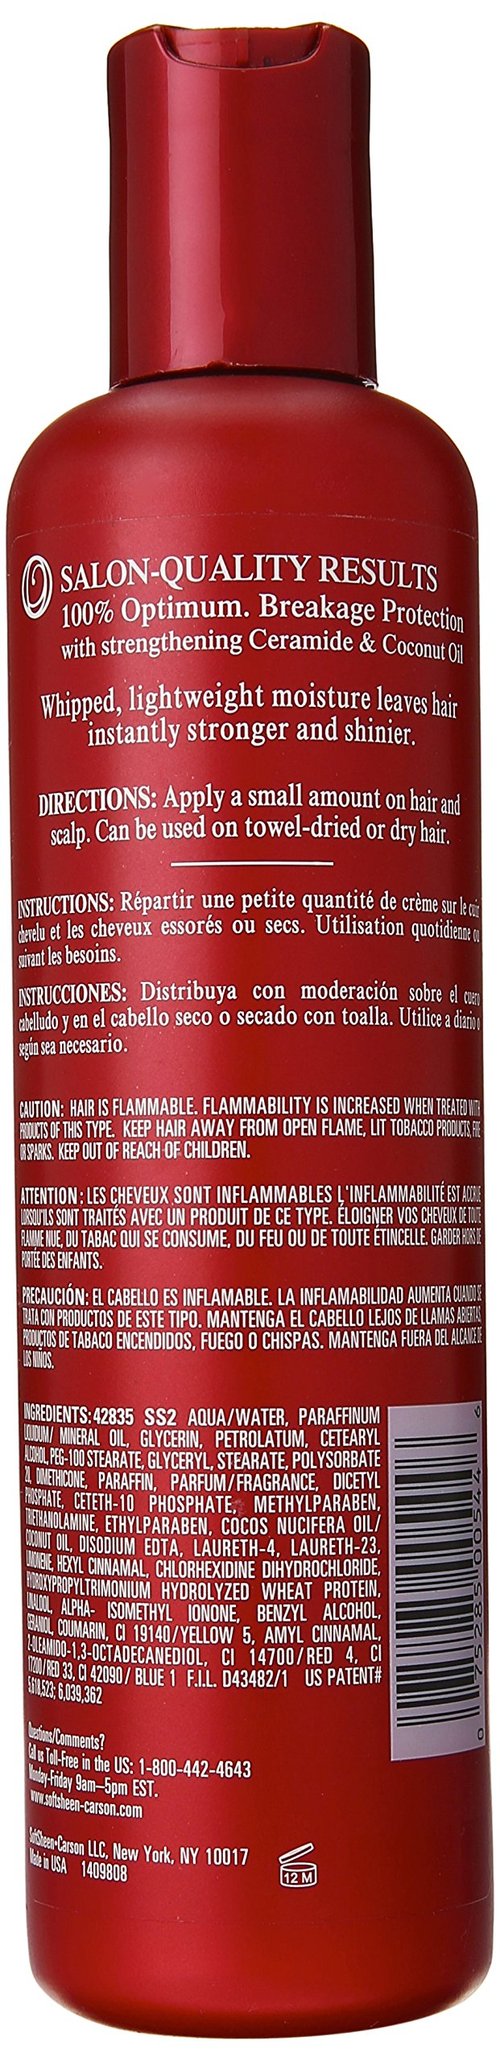 SALON-QUALITY RESULTS
100% Optimum. Breakage Protection
with strengthening Ceramide & Coconut Oil
Whipped, lightweight moisture leaves hair
instantly stronger and shinier.
DIRECTIONS: Apply a small amount on hair and
scalp. Can be used on towel-dried or dry hair.
INSTRUCTIONS: Répartir une petite quantité de crème sur le cuir
chevelu et les cheveux essorés ou secs. Utilisation quotidienne ou
suivant les besoins.
INSTRUCCIONES: Distribuya con moderación sobre el cuero
cabelludo y en el cabello seco o secado con toalla. Utilice a diario o
según sea necesario.
CAUTION: HAIR IS FLAMMABLE. FLAMMABILITY IS INCREASED WHEN TREATED WITH
PRODUCTS OF THIS TYPE. KEEP HAIR AWAY FROM OPEN FLAME, LIT TOBACCO PRODUCTS, FIRE
OR SPARKS. KEEP OUT OF REACH OF CHILDREN.
ATTENTION: LES CHEVEUX SONT INFLAMMABLES L'INFLAMMABILITÉ EST ACCRUE
LORSQU'ILS SONT TRAITÉS AVEC UN PRODUIT DE CE TYPE. ÉLOIGNER VOS CHEVEUX DE TOUTE
FLAMME NUE, DU TABAC QUI SE CONSUME, DU FEU OU DE TOUTE ÉTINCELLE. GARDER HORS DE
PORTÉE DES ENFANTS.
PRECAUCIÓN: EL CABELLO ES INFLAMABLE. LA INFLAMABILIDAD AUMENTA CUANDO SE
TRATA CON PRODUCTOS DE ESTE TIPO. MANTENGA EL CABELLO LEJOS DE LLAMAS ABIERTAS,
PRODUCTOS DE TABACO ENCENDIDOS, FUEGO O CHISPAS. MANTENGA FUERA DEL ALCANCE DE
LOS NIÑOS.
INGREDIENTS: 42835 SS2 AQUA/WATER, PARAFFINUM
LIQUIDUM/ MINERAL OIL, GLYCERIN, PETROLATUM, CETEARYL
ALCOHOL, PEG-100 STEARATE, GLYCERYL, STEARATE, POLYSORBATE
20, DIMETHICONE, PARAFFIN, PARFUM/FRAGRANCE, DICETYL
PHOSPHATE, CETETH-10 PHOSPHATE, METHYLPARABEN,
TRIETHANOLAMINE, ETHYLPARABEN, COCOS NUCIFERA OIL/
COCONUT OIL, DISODIUM EDTA, LAURETH-4, LAURETH-23,
LIMONENE, HEXYL CINNAMAL, CHLORHEXIDINE DIHYDROCHLORIDE,
HYDROXYPROPYLTRIMONIUM HYDROLYZED WHEAT PROTEIN,
LINALOOL, ALPHA- ISOMETHYL IONONE, BENZYL ALCOHOL,
GERANIOL, COUMARIN, CI 19140/YELLOW 5, AMYL CINNAMAL,
2-OLEAMIDO-1,3-OCTADECANEDIOL, CI 14700/RED 4, CI
17200/RED 33, CI 42090/ BLUE 1 F.I.L. D43482/1 US PATENT#
5,618,523; 6,039,362
0 75285 00544 6
Questions/Comments?
Call us Toll-Free in the US: 1-800-442-4643
Monday-Friday 9am–5pm EST.
www.softsheen-carson.com
SoftSheen•Carson LLC, New York, NY 10017
Made in USA 1409808
12 M